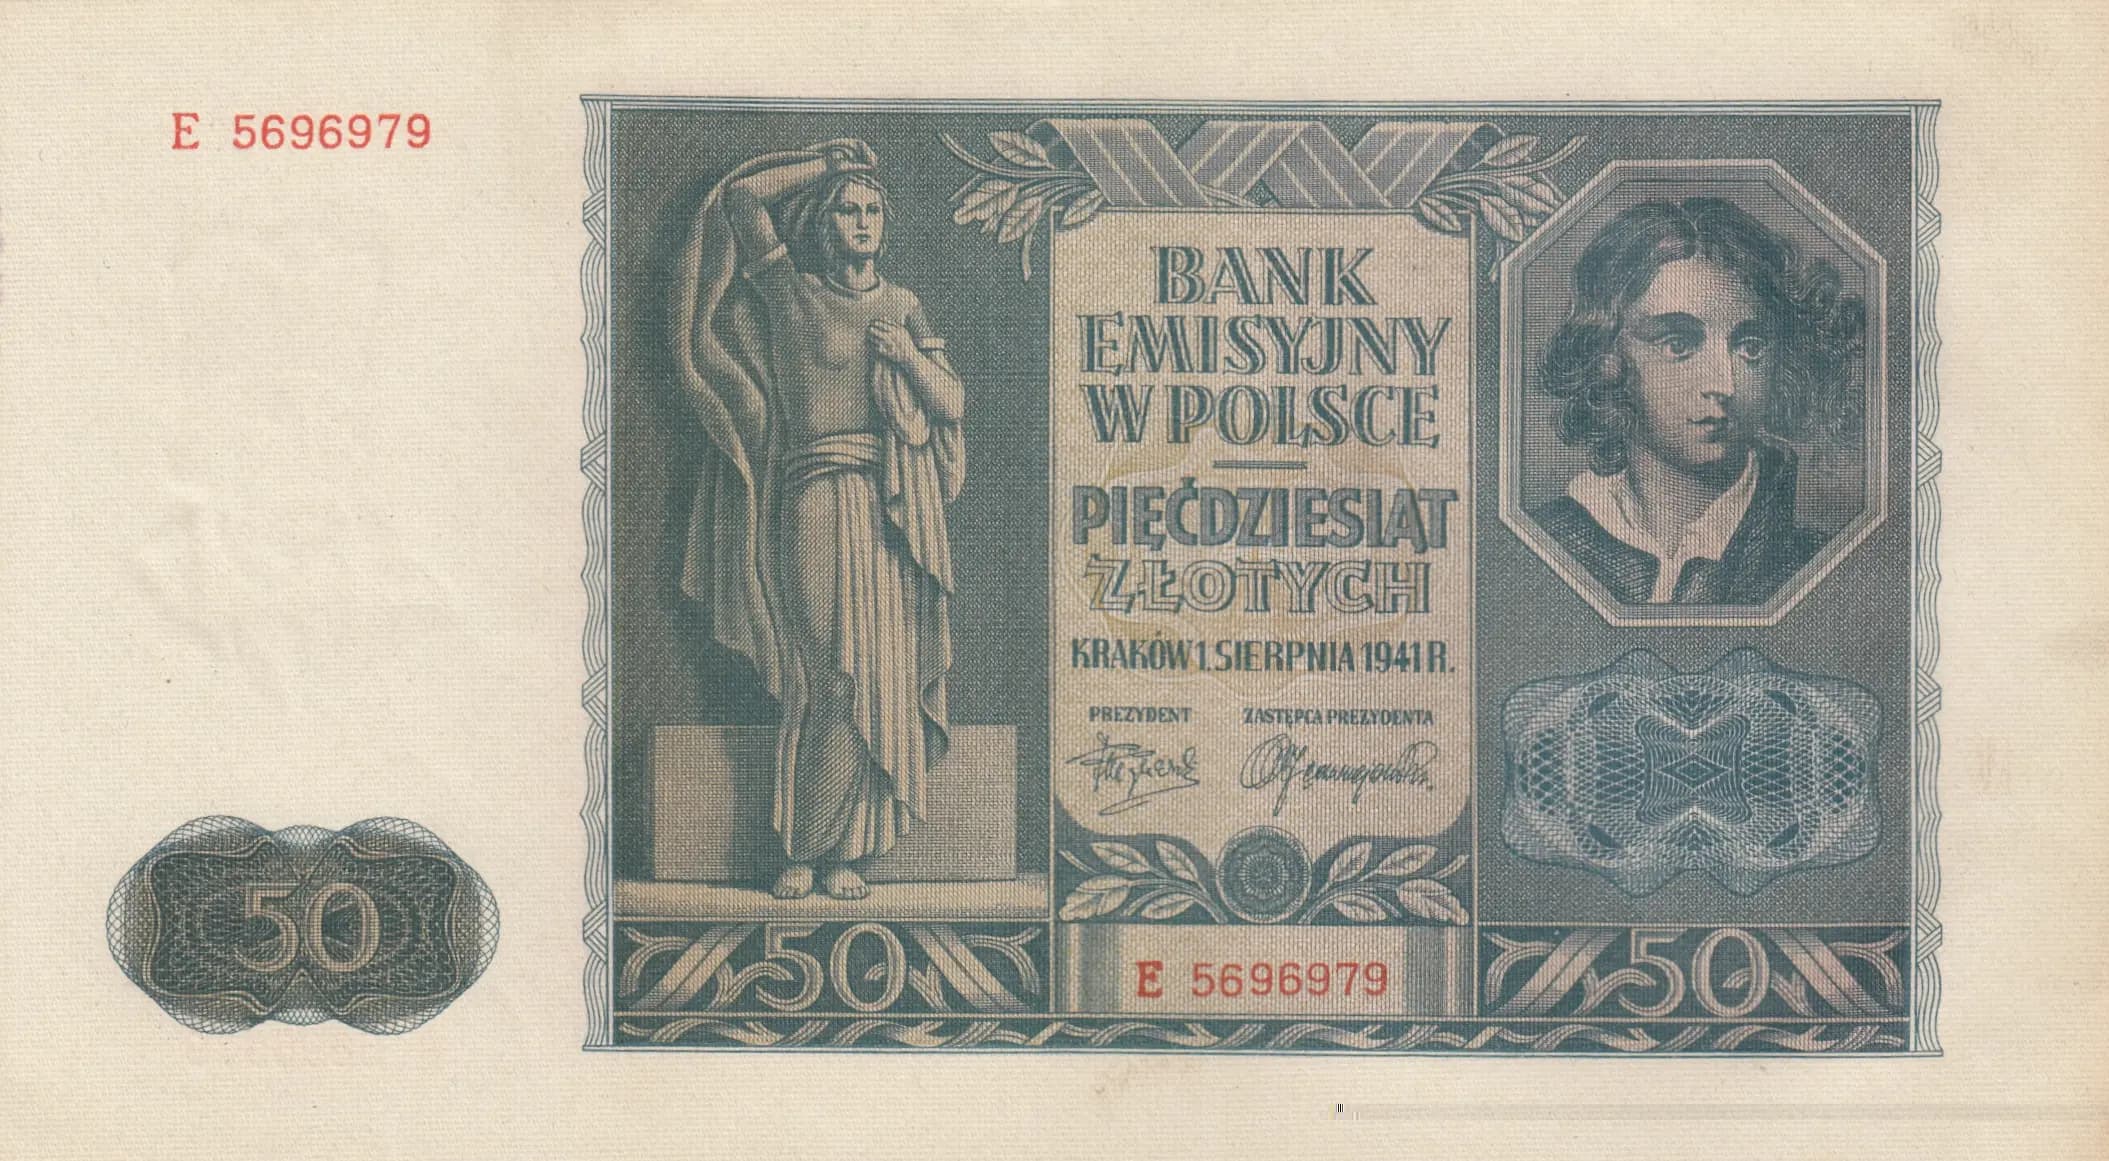 E 5696979
BANK
EMISYJNY
W POLSCE
PIĘĆDZIESIĄT
ZŁOTYCH
KRAKÓW 1. SIERPNIA 1941 R.
PREZYDENT ZASTĘPCA PREZYDENTA
50
50
E 5696979
50